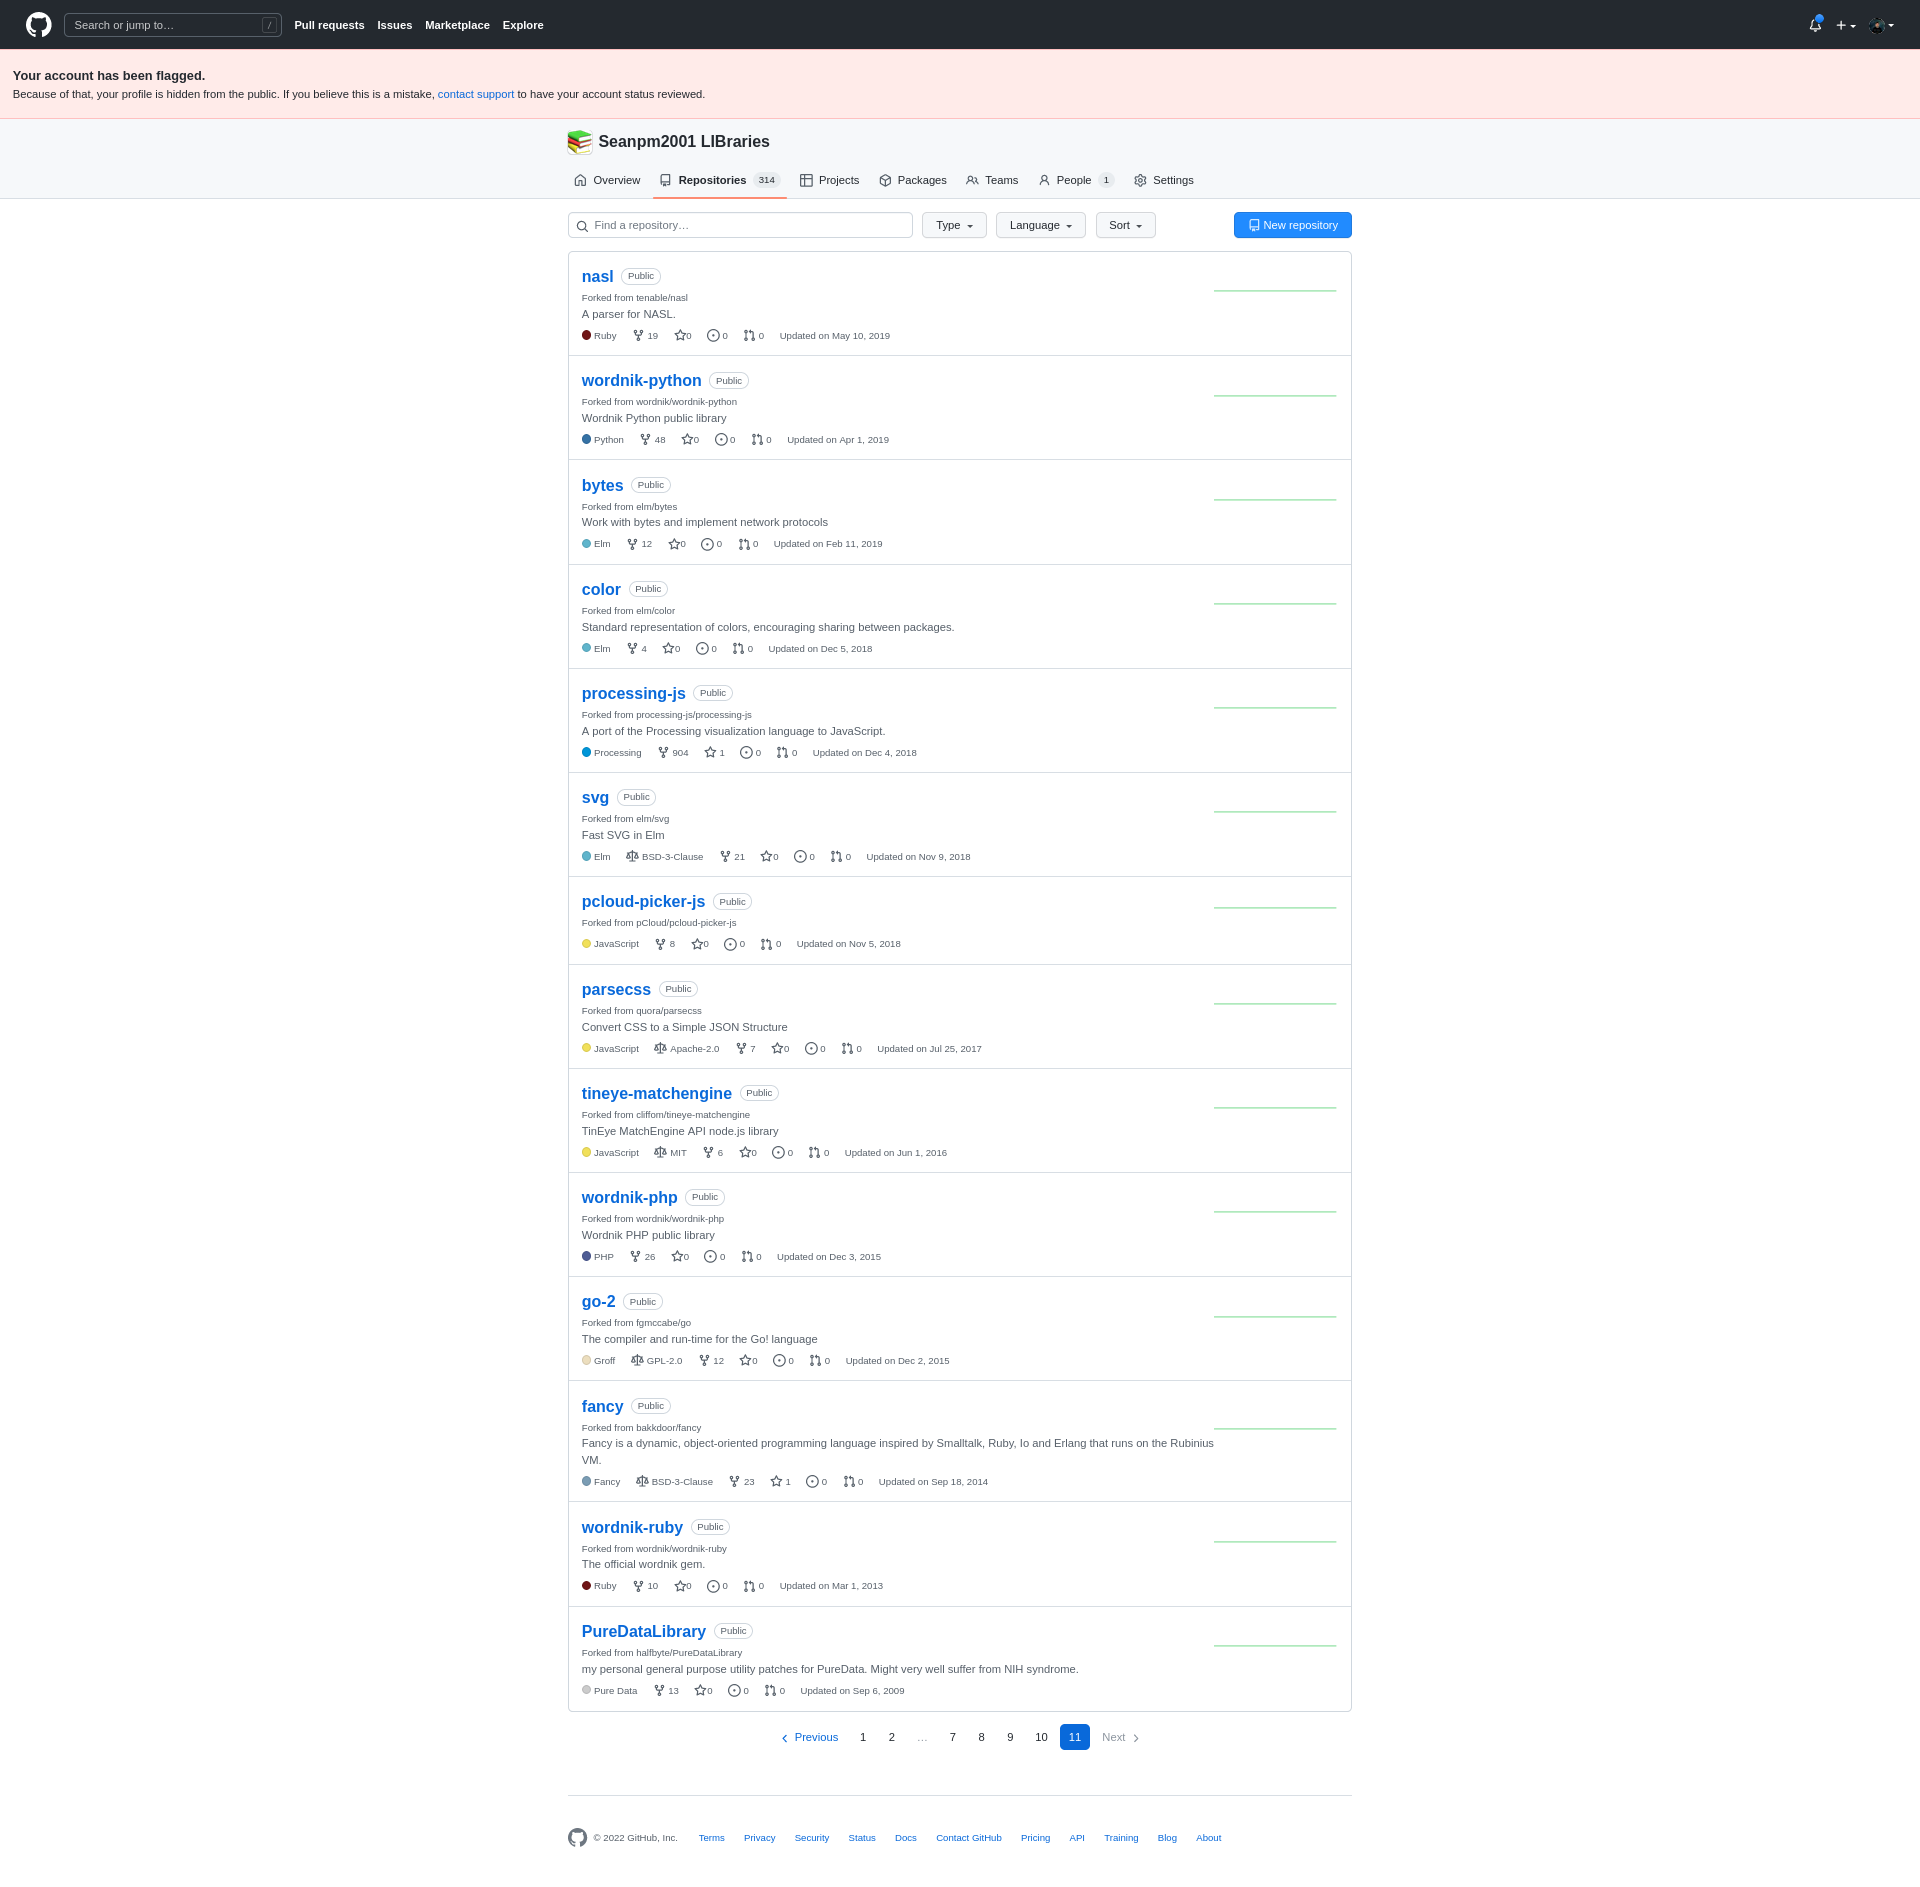 Search or jump to… /
Pull requests Issues Marketplace Explore
Your account has been flagged.
Because of that, your profile is hidden from the public. If you believe this is a mistake, contact support to have your account status reviewed.
Seanpm2001 LIBraries
Overview Repositories 314 Projects Packages Teams People 1 Settings
Find a repository… Type Language Sort New repository
nasl Public
Forked from tenable/nasl
A parser for NASL.
Ruby 19 0 0 0 Updated on May 10, 2019
wordnik-python Public
Forked from wordnik/wordnik-python
Wordnik Python public library
Python 48 0 0 0 Updated on Apr 1, 2019
bytes Public
Forked from elm/bytes
Work with bytes and implement network protocols
Elm 12 0 0 0 Updated on Feb 11, 2019
color Public
Forked from elm/color
Standard representation of colors, encouraging sharing between packages.
Elm 4 0 0 0 Updated on Dec 5, 2018
processing-js Public
Forked from processing-js/processing-js
A port of the Processing visualization language to JavaScript.
Processing 904 1 0 0 Updated on Dec 4, 2018
svg Public
Forked from elm/svg
Fast SVG in Elm
Elm BSD-3-Clause 21 0 0 0 Updated on Nov 9, 2018
pcloud-picker-js Public
Forked from pCloud/pcloud-picker-js
JavaScript 8 0 0 0 Updated on Nov 5, 2018
parsecss Public
Forked from quora/parsecss
Convert CSS to a Simple JSON Structure
JavaScript Apache-2.0 7 0 0 0 Updated on Jul 25, 2017
tineye-matchengine Public
Forked from cliffom/tineye-matchengine
TinEye MatchEngine API node.js library
JavaScript MIT 6 0 0 0 Updated on Jun 1, 2016
wordnik-php Public
Forked from wordnik/wordnik-php
Wordnik PHP public library
PHP 26 0 0 0 Updated on Dec 3, 2015
go-2 Public
Forked from fgmccabe/go
The compiler and run-time for the Go! language
Groff GPL-2.0 12 0 0 0 Updated on Dec 2, 2015
fancy Public
Forked from bakkdoor/fancy
Fancy is a dynamic, object-oriented programming language inspired by Smalltalk, Ruby, Io and Erlang that runs on the Rubinius
VM.
Fancy BSD-3-Clause 23 1 0 0 Updated on Sep 18, 2014
wordnik-ruby Public
Forked from wordnik/wordnik-ruby
The official wordnik gem.
Ruby 10 0 0 0 Updated on Mar 1, 2013
PureDataLibrary Public
Forked from halfbyte/PureDataLibrary
my personal general purpose utility patches for PureData. Might very well suffer from NIH syndrome.
Pure Data 13 0 0 0 Updated on Sep 6, 2009
Previous 1 2 … 7 8 9 10 11 Next
© 2022 GitHub, Inc. Terms Privacy Security Status Docs Contact GitHub Pricing API Training Blog About